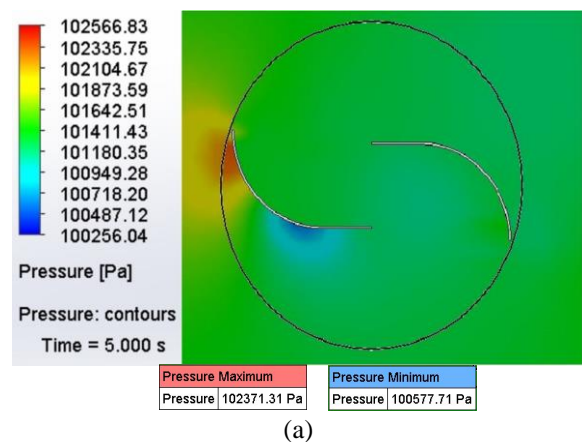 102566.83
102335.75
102104.67
101873.59
101642.51
101411.43
101180.35
100949.28
100718.20
100487.12
100256.04
Pressure [Pa]
Pressure: contours
Time = 5.000 s
Pressure Maximum
Pressure 102371.31 Pa
Pressure Minimum
Pressure 100577.71 Pa
(a)